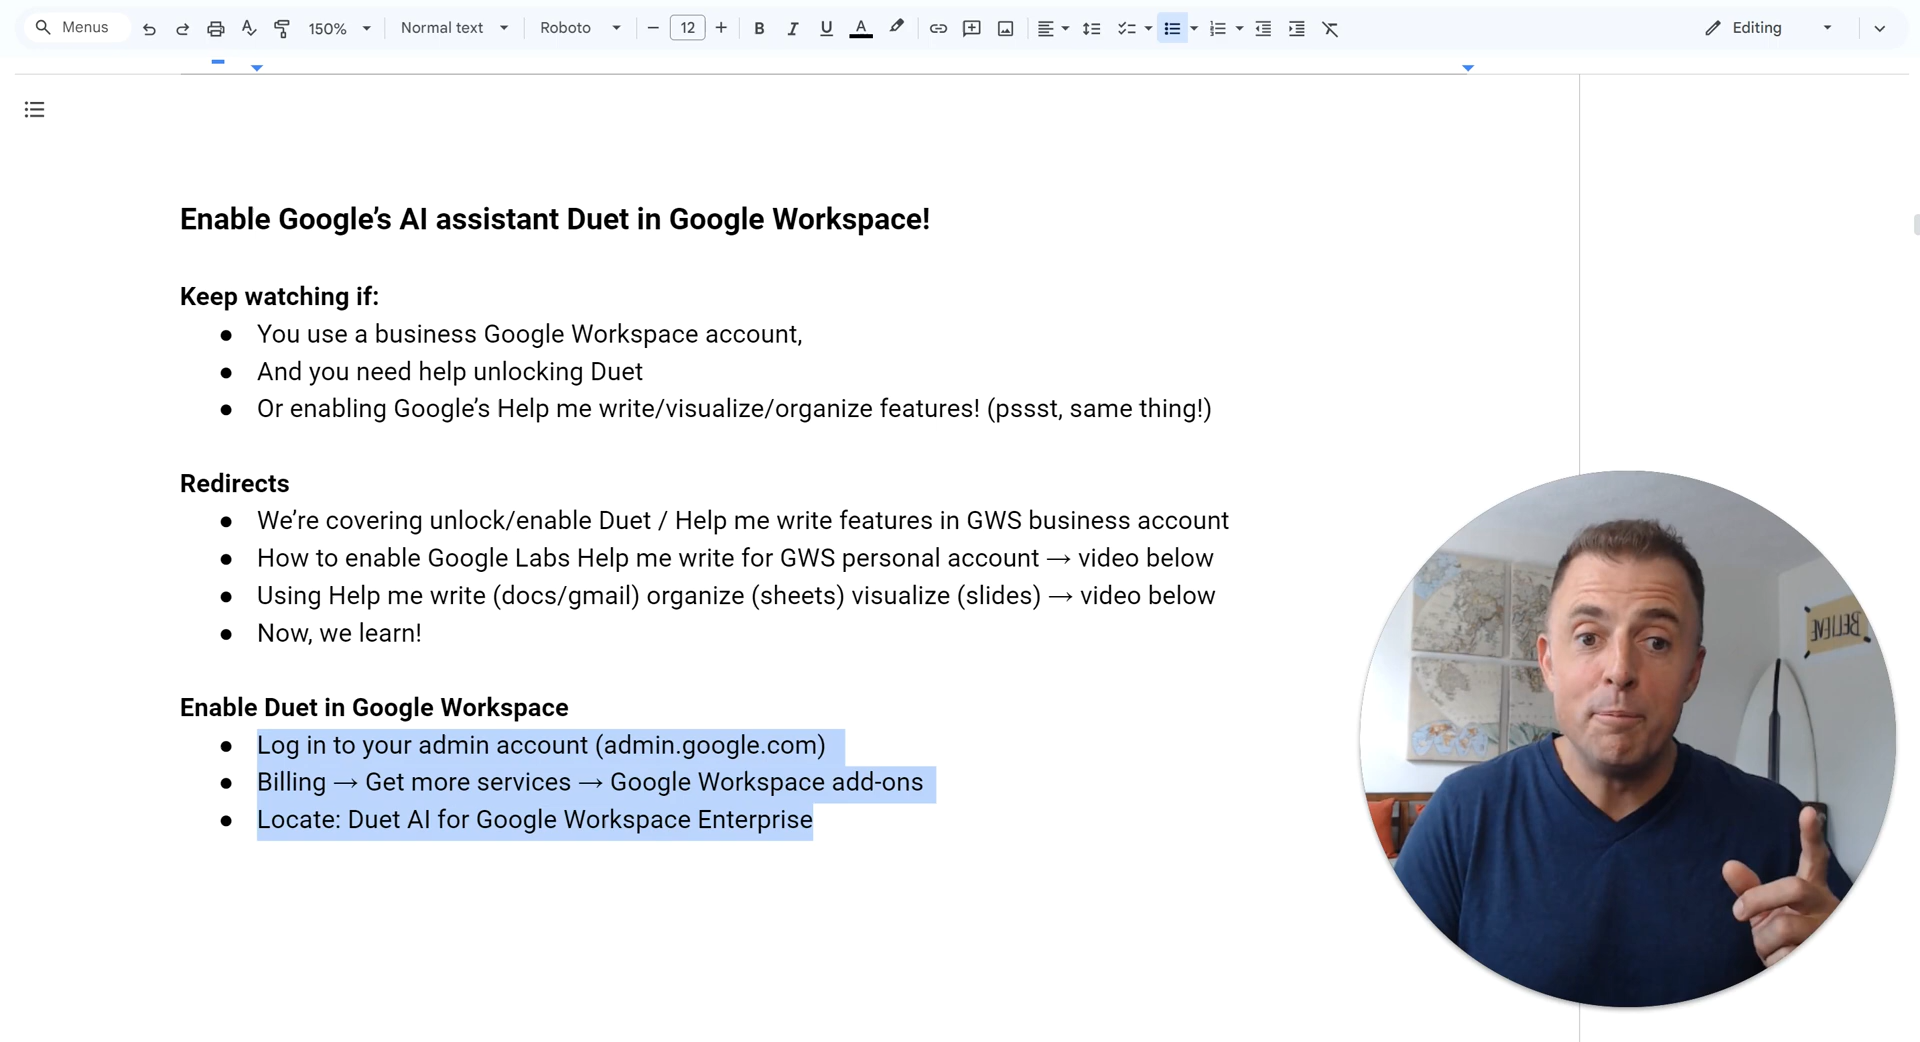 Menus
150%
Normal text
Roboto
12
B I U A
Editing
Enable Google’s AI assistant Duet in Google Workspace!
Keep watching if:
● You use a business Google Workspace account,
● And you need help unlocking Duet
● Or enabling Google’s Help me write/visualize/organize features! (pssst, same thing!)
Redirects
● We’re covering unlock/enable Duet / Help me write features in GWS business account
● How to enable Google Labs Help me write for GWS personal account → video below
● Using Help me write (docs/gmail) organize (sheets) visualize (slides) → video below
● Now, we learn!
Enable Duet in Google Workspace
● Log in to your admin account (admin.google.com)
● Billing → Get more services → Google Workspace add-ons
● Locate: Duet AI for Google Workspace Enterprise
BELIEVE